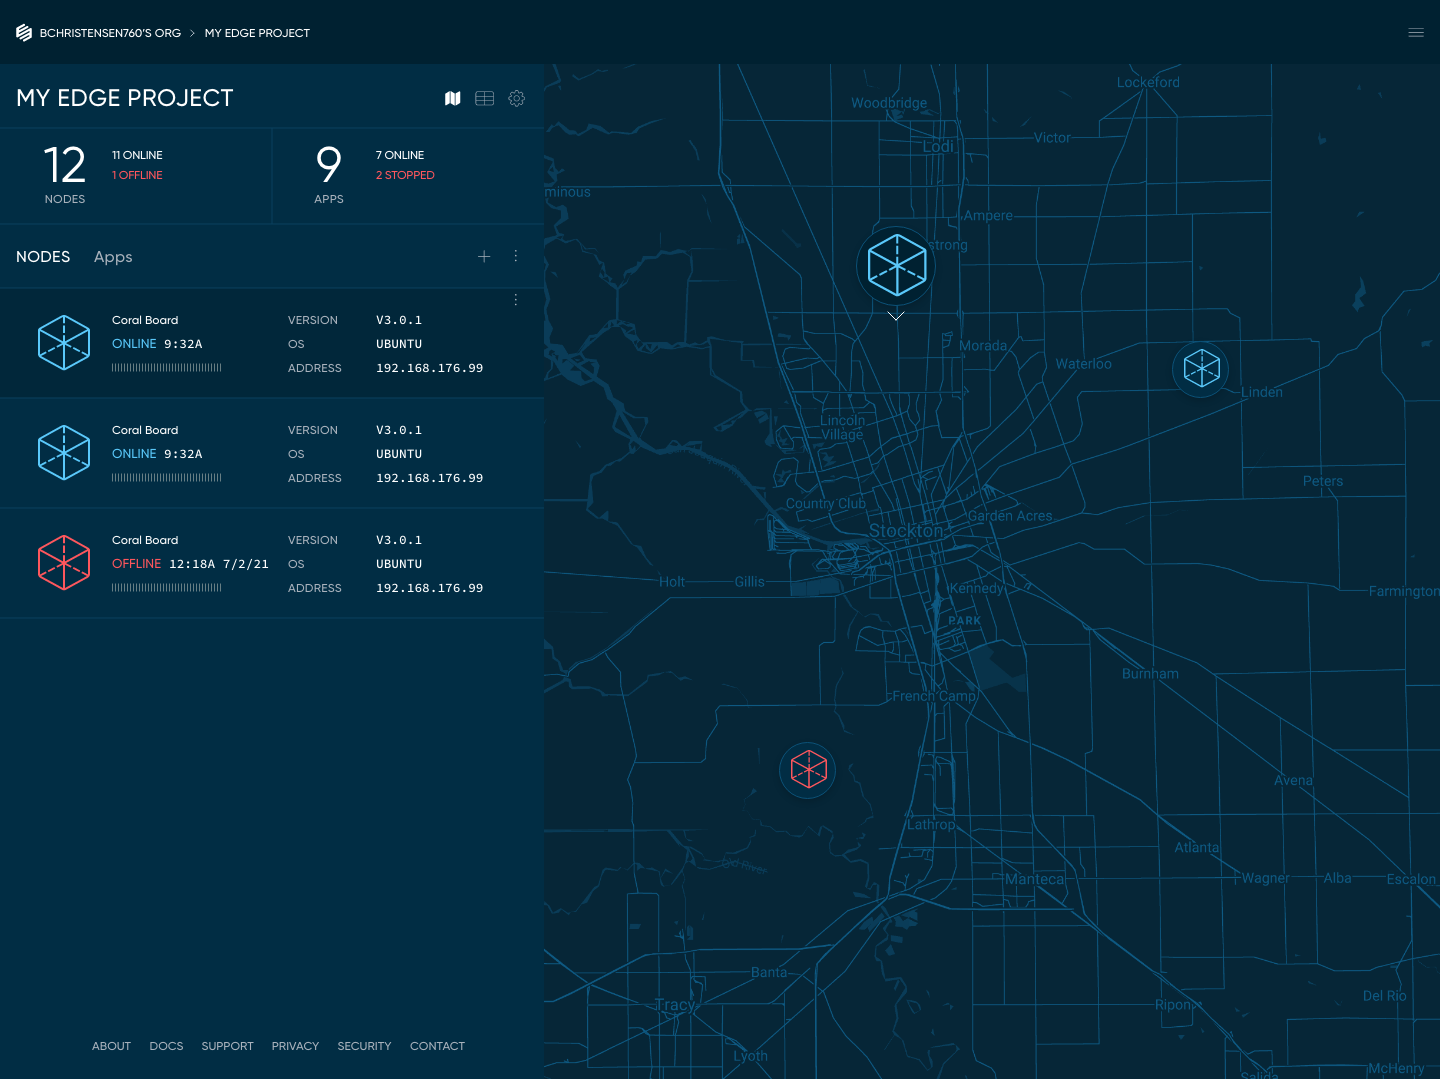 BCHRISTENSEN760'S ORG > MY EDGE PROJECT
MY EDGE PROJECT
12
NODES
11 ONLINE
1 OFFLINE
9
APPS
7 ONLINE
2 STOPPED
NODES Apps
Coral Board
ONLINE 9:32A
VERSION V3.0.1
OS UBUNTU
ADDRESS 192.168.176.99
Coral Board
ONLINE 9:32A
VERSION V3.0.1
OS UBUNTU
ADDRESS 192.168.176.99
Coral Board
OFFLINE 12:18A 7/2/21
VERSION V3.0.1
OS UBUNTU
ADDRESS 192.168.176.99
ABOUT DOCS SUPPORT PRIVACY SECURITY CONTACT
Lockeford
Woodbridge
Victor
Lodi
minous
Ampere
strong
Morada
Waterloo
Linden
Lincoln
Village
Peters
Country Club
Garden Acres
Stockton
Holt
Gillis
Kennedy
Farmington
PARK
Burnham
French Camp
Avena
Lathrop
Atlanta
Old River
Manteca
Wagner
Alba
Escalon
Banta
Tracy
Ripon
Del Rio
Lyoth
McHenry
Salida